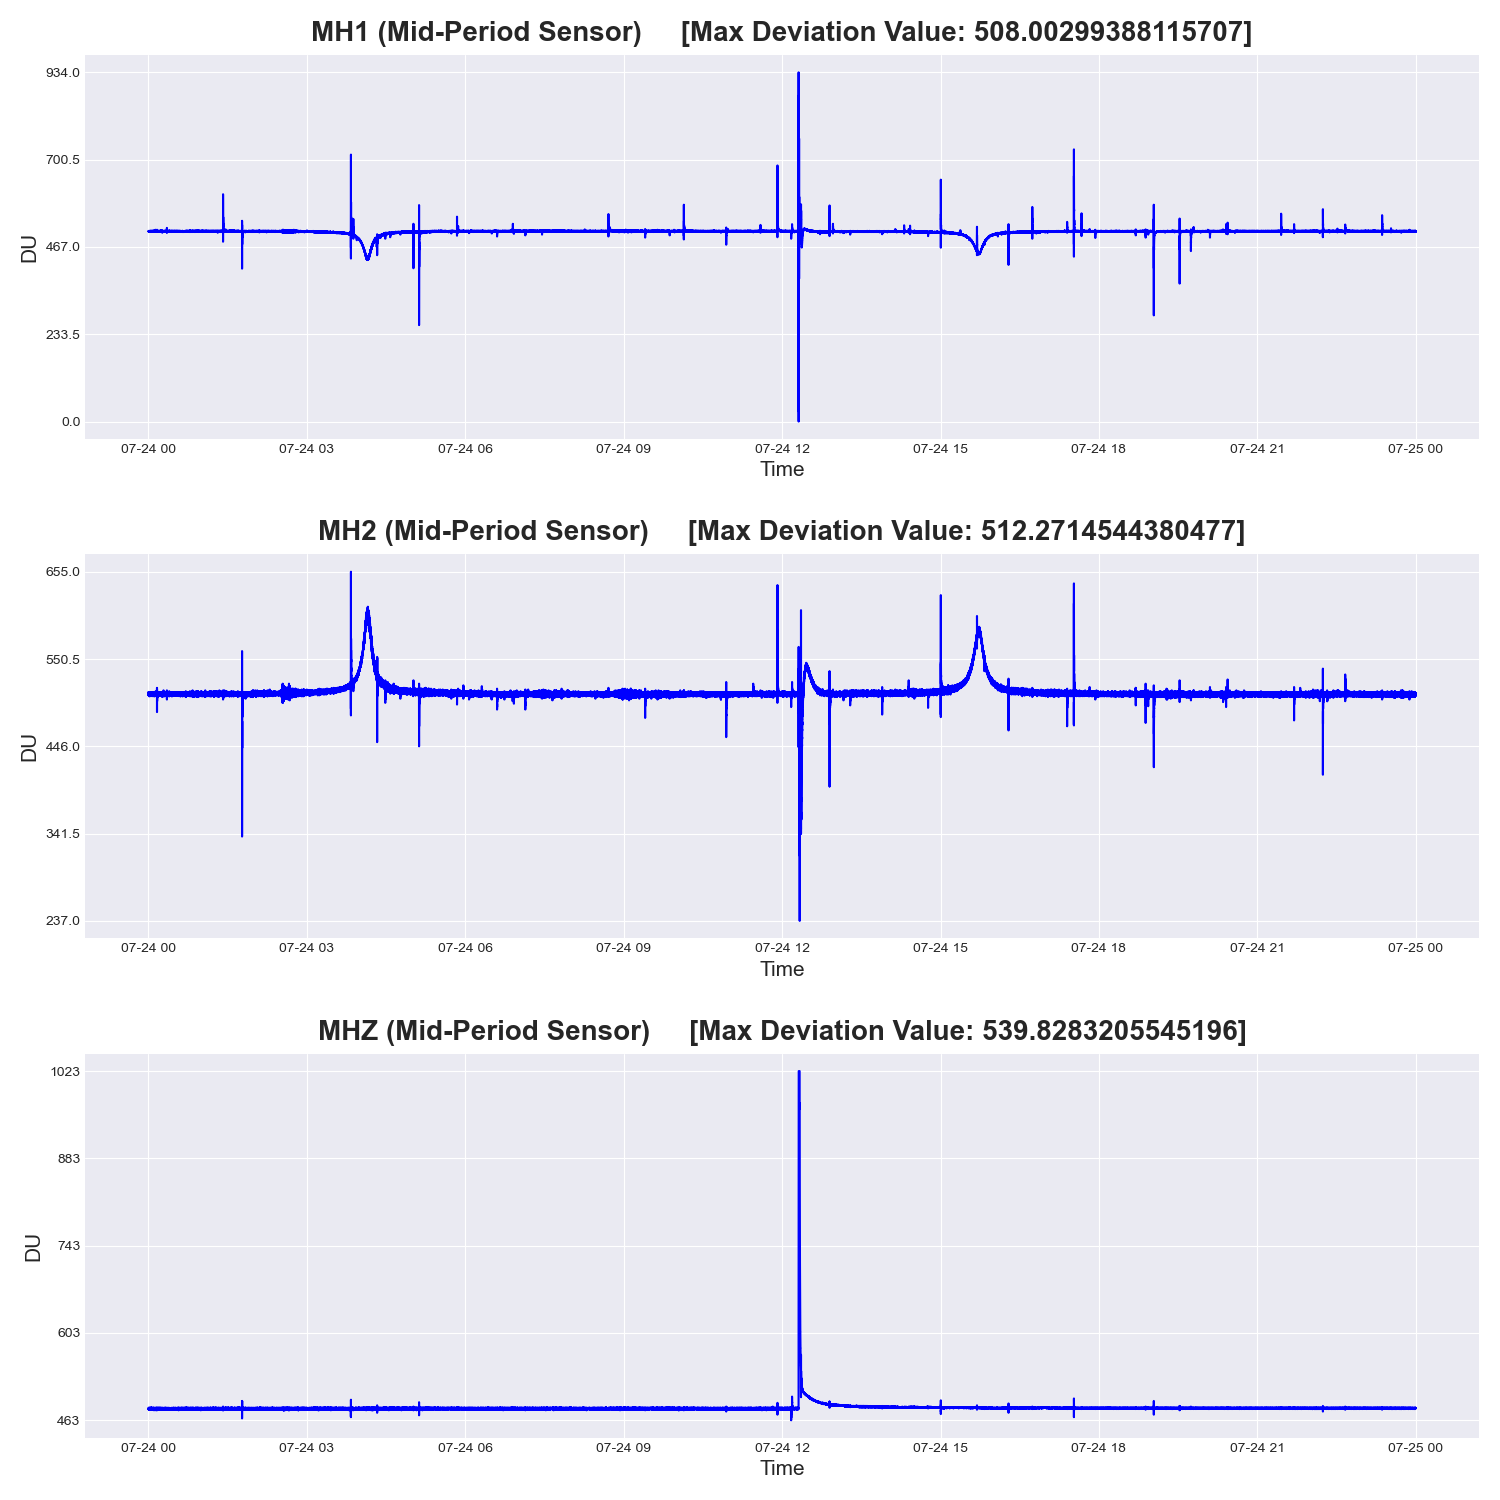 MH1 (Mid-Period Sensor) [Max Deviation Value: 508.00299388115707]
934.0
700.5
467.0
233.5
0.0
DU
07-24 00 07-24 03 07-24 06 07-24 09 07-24 12 07-24 15 07-24 18 07-24 21 07-25 00
Time
MH2 (Mid-Period Sensor) [Max Deviation Value: 512.2714544380477]
655.0
550.5
446.0
341.5
237.0
DU
07-24 00 07-24 03 07-24 06 07-24 09 07-24 12 07-24 15 07-24 18 07-24 21 07-25 00
Time
MHZ (Mid-Period Sensor) [Max Deviation Value: 539.8283205545196]
1023
883
743
603
463
DU
07-24 00 07-24 03 07-24 06 07-24 09 07-24 12 07-24 15 07-24 18 07-24 21 07-25 00
Time